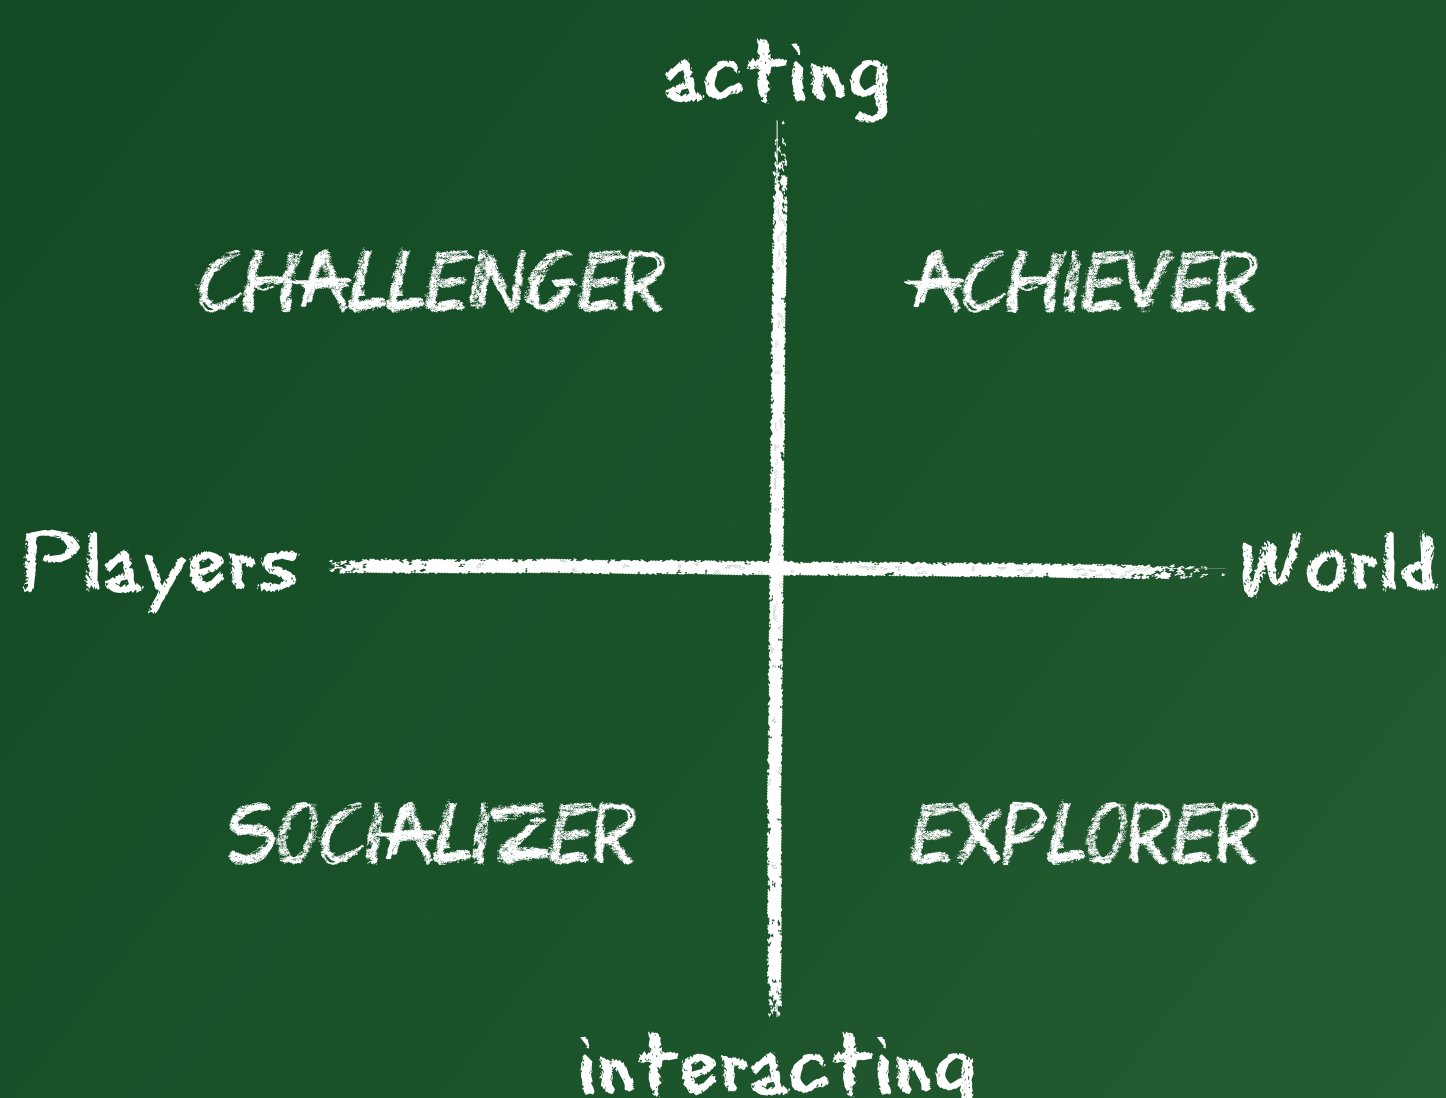 acting
CHALLENGER ACHIEVER
Players World
SOCIALIZER EXPLORER
interacting